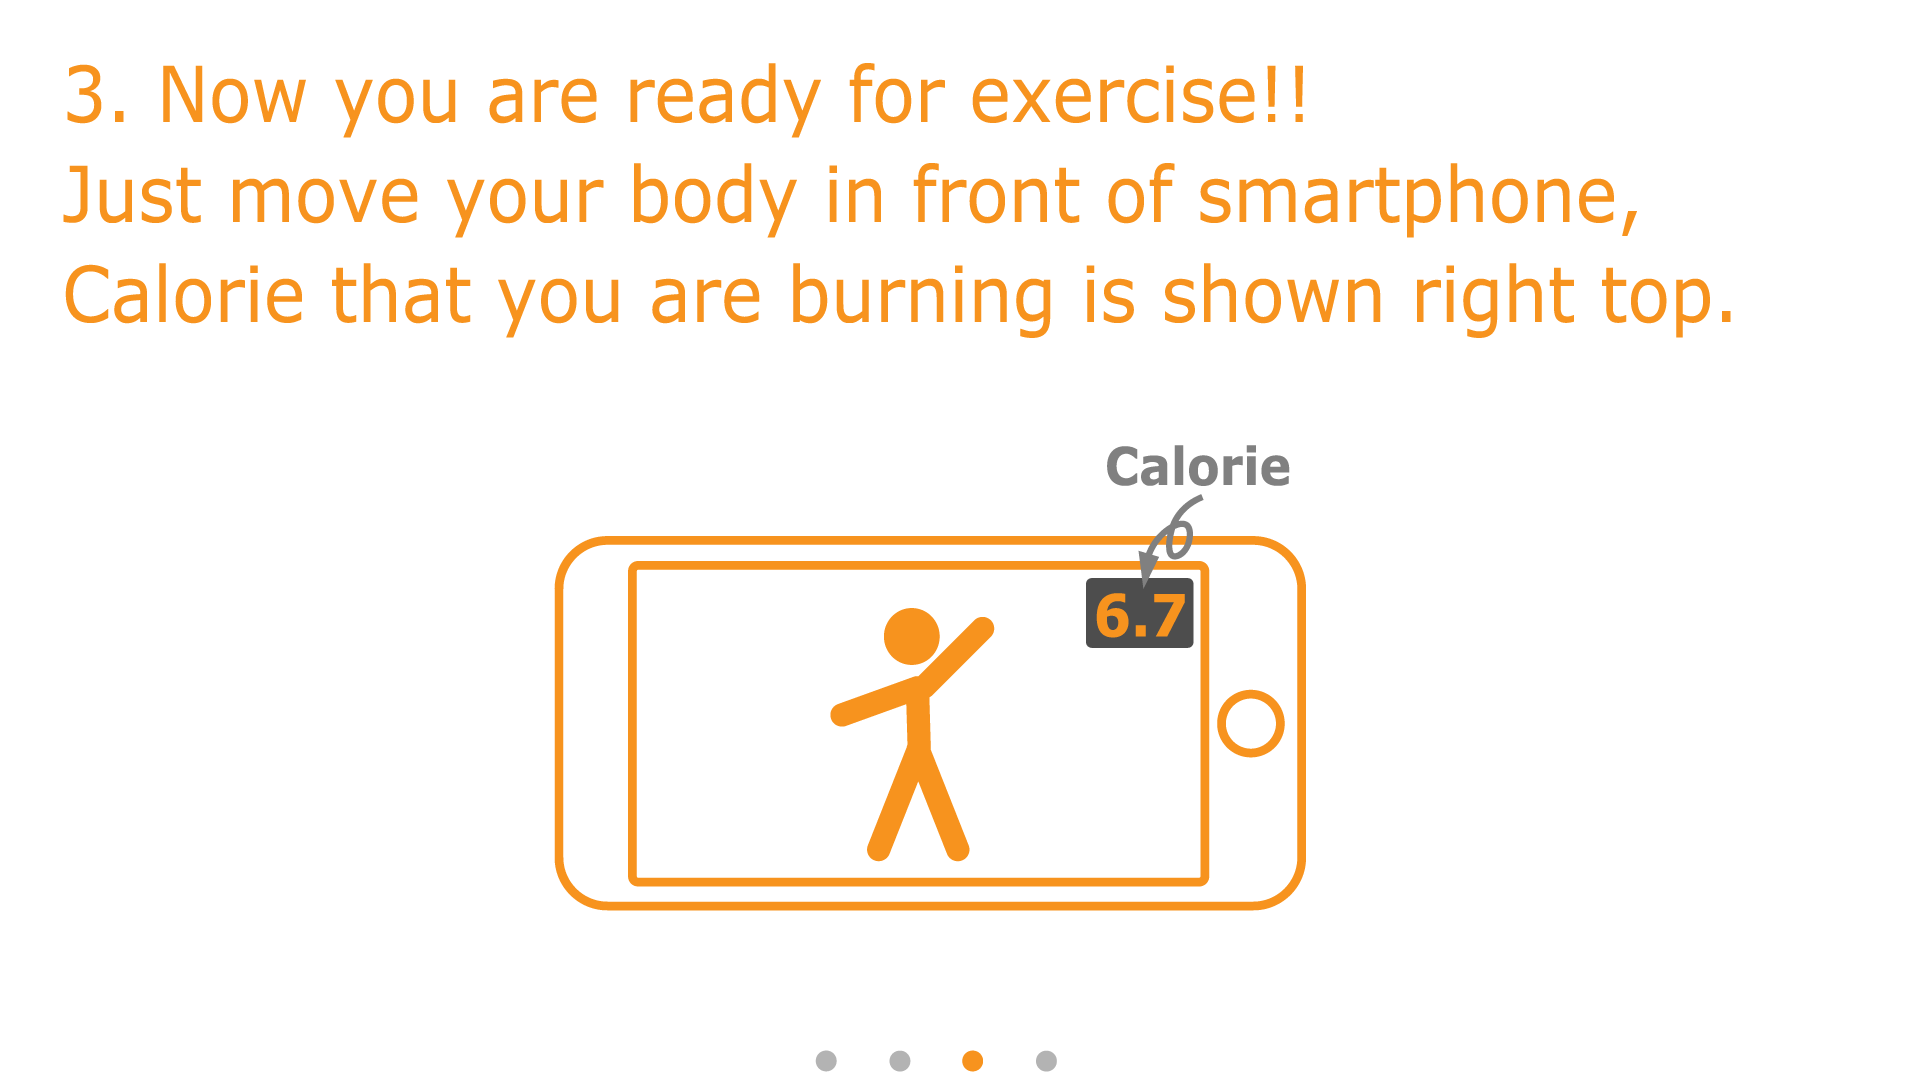 3. Now you are ready for exercise!!
Just move your body in front of smartphone,
Calorie that you are burning is shown right top.
Calorie
6.7